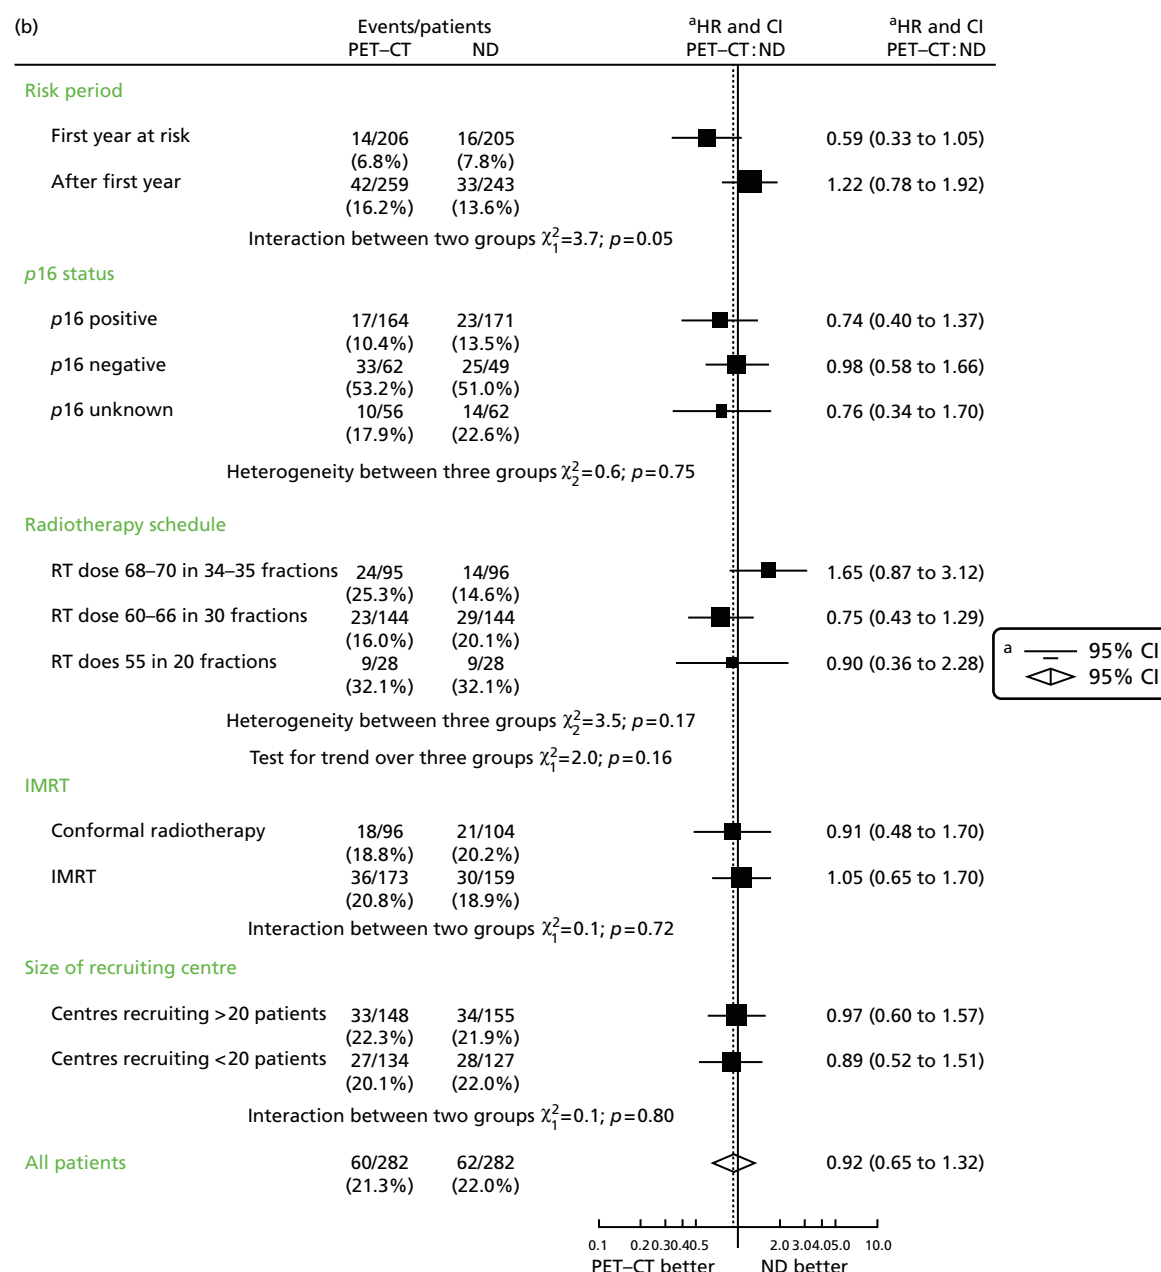 (b) Events/patients ᵃHR and CI ᵃHR and CI
PET–CT ND PET–CT:ND PET–CT:ND
Risk period
First year at risk 14/206 16/205 0.59 (0.33 to 1.05)
(6.8%) (7.8%)
After first year 42/259 33/243 1.22 (0.78 to 1.92)
(16.2%) (13.6%)
Interaction between two groups χ²₁=3.7; p=0.05
p16 status
p16 positive 17/164 23/171 0.74 (0.40 to 1.37)
(10.4%) (13.5%)
p16 negative 33/62 25/49 0.98 (0.58 to 1.66)
(53.2%) (51.0%)
p16 unknown 10/56 14/62 0.76 (0.34 to 1.70)
(17.9%) (22.6%)
Heterogeneity between three groups χ²₂=0.6; p=0.75
Radiotherapy schedule
RT dose 68–70 in 34–35 fractions 24/95 14/96 1.65 (0.87 to 3.12)
(25.3%) (14.6%)
RT dose 60–66 in 30 fractions 23/144 29/144 0.75 (0.43 to 1.29)
(16.0%) (20.1%)
RT does 55 in 20 fractions 9/28 9/28 0.90 (0.36 to 2.28)
(32.1%) (32.1%)
a 95% CI
95% CI
Heterogeneity between three groups χ²₂=3.5; p=0.17
Test for trend over three groups χ²₁=2.0; p=0.16
IMRT
Conformal radiotherapy 18/96 21/104 0.91 (0.48 to 1.70)
(18.8%) (20.2%)
IMRT 36/173 30/159 1.05 (0.65 to 1.70)
(20.8%) (18.9%)
Interaction between two groups χ²₁=0.1; p=0.72
Size of recruiting centre
Centres recruiting >20 patients 33/148 34/155 0.97 (0.60 to 1.57)
(22.3%) (21.9%)
Centres recruiting <20 patients 27/134 28/127 0.89 (0.52 to 1.51)
(20.1%) (22.0%)
Interaction between two groups χ²₁=0.1; p=0.80
All patients 60/282 62/282 0.92 (0.65 to 1.32)
(21.3%) (22.0%)
0.1 0.2 0.3 0.4 0.5 2.0 3.0 4.0 5.0 10.0
PET–CT better ND better